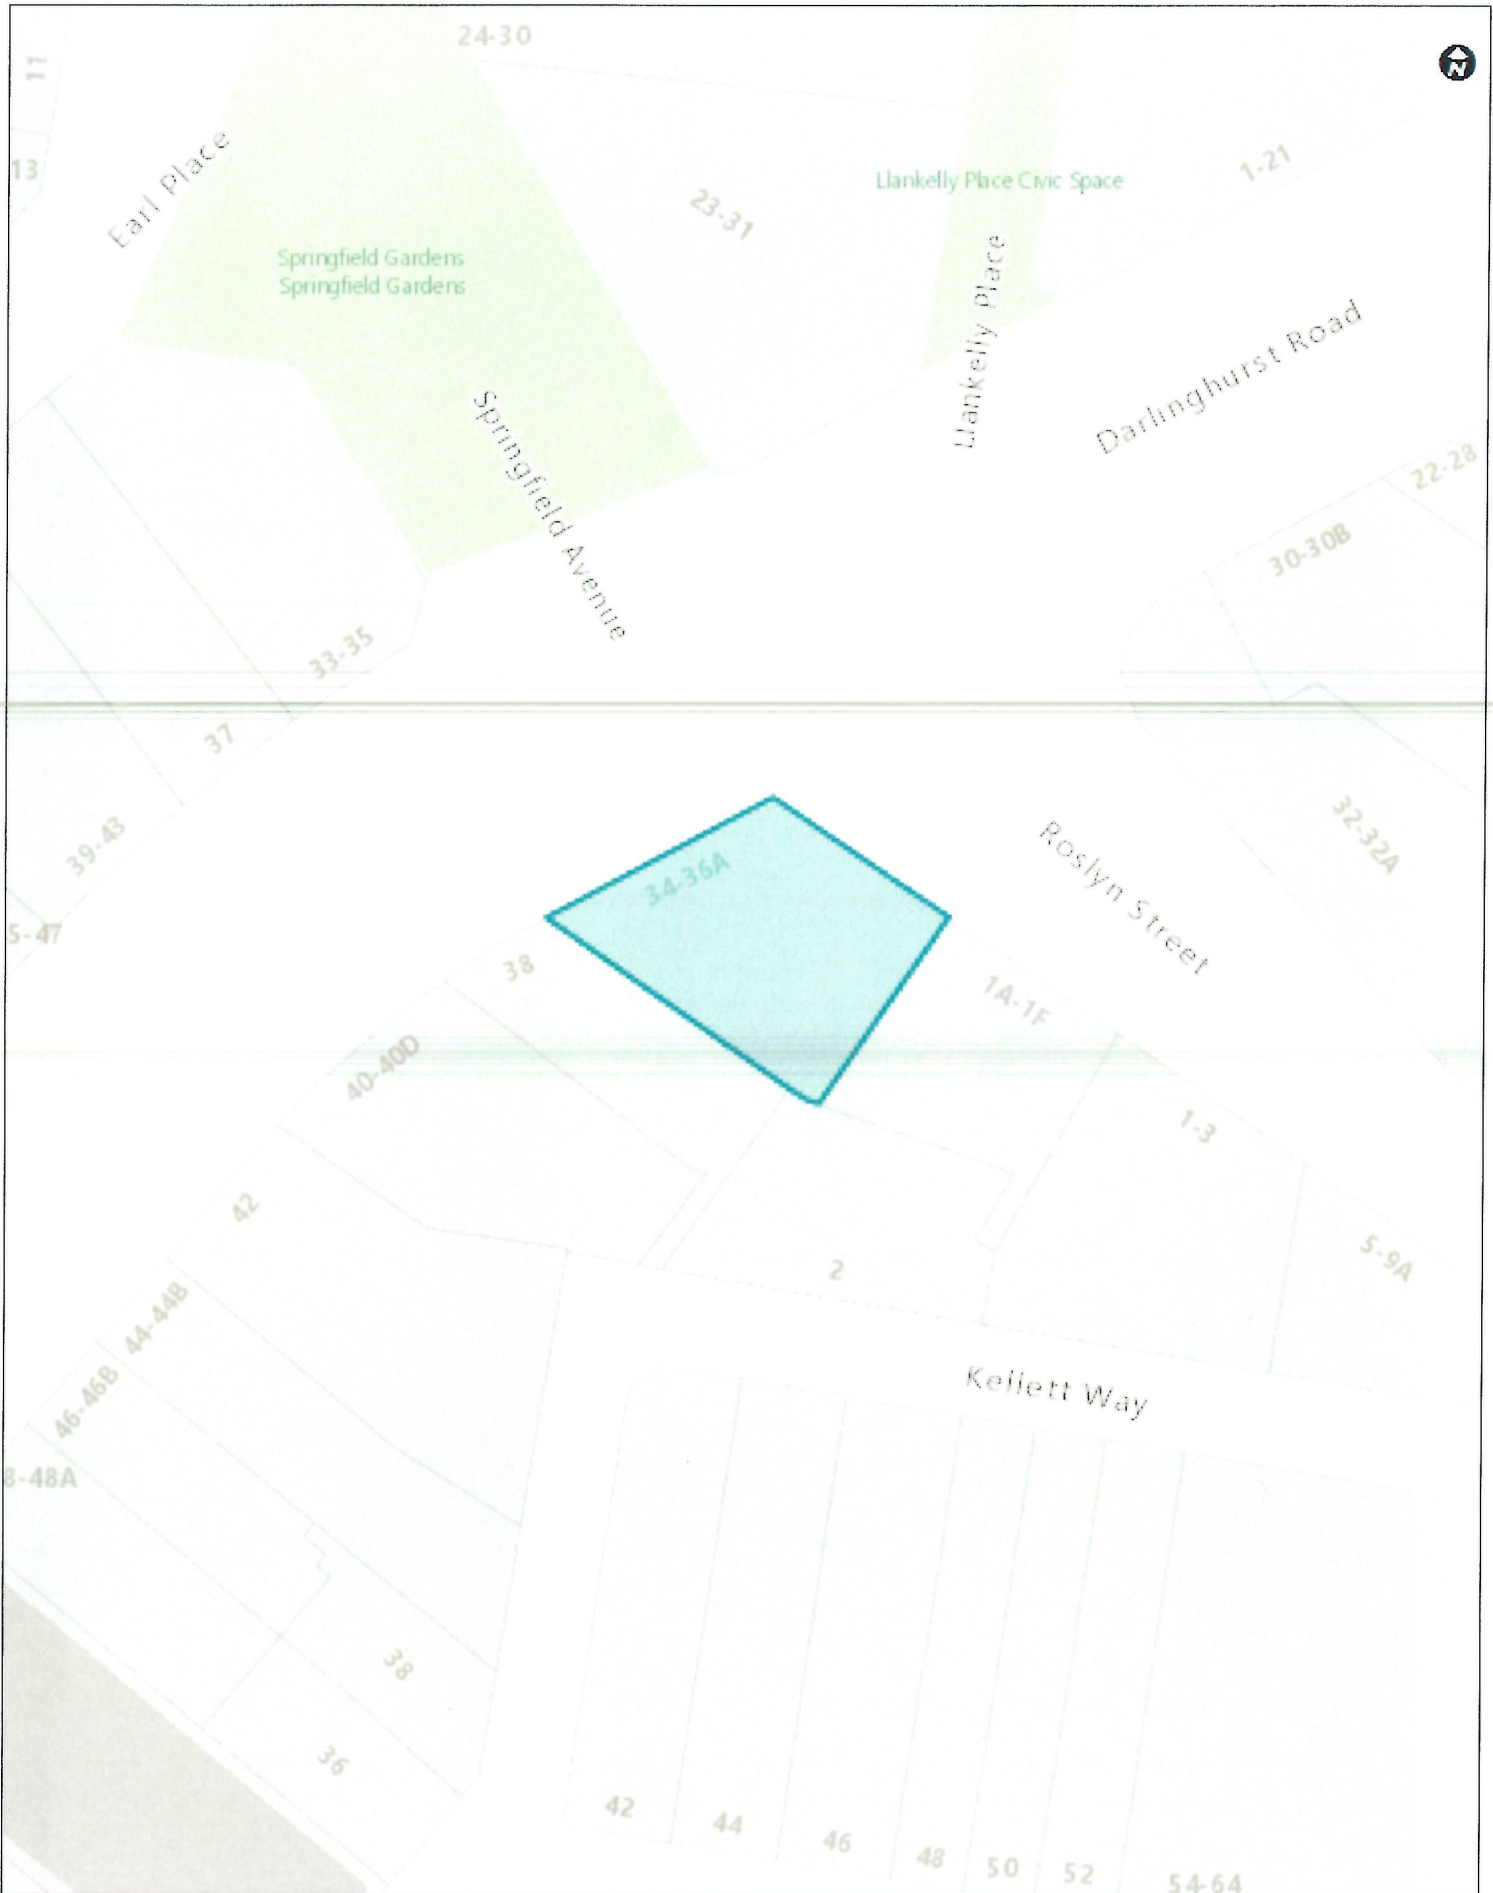 24-30
11
N
13
Earl Place
23-31
Llankelly Place Civic Space
1-21
Springfield Gardens
Springfield Gardens
Llankelly Place
Darlinghurst Road
Springfield Avenue
22-28
30-30B
33-35
37
39-43
32-32A
Roslyn Street
34-36A
5-47
38
1A-1F
40-40D
1-3
42
2
5-9A
44-44B
Kellett Way
46-46B
8-48A
38
36
42
44
46
48
50
52
54-64